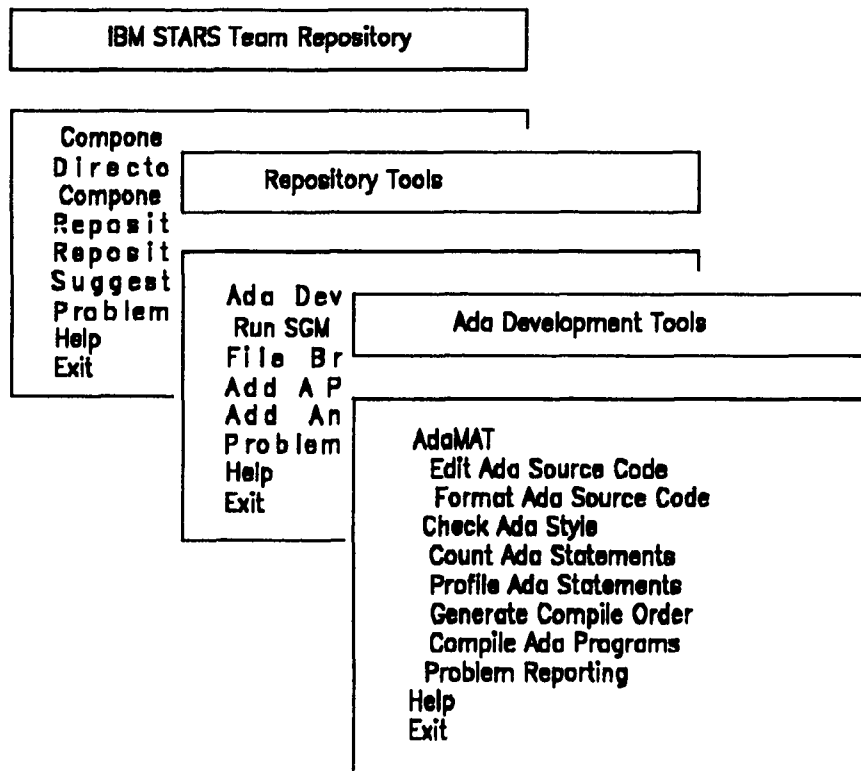 IBM STARS Team Repository
Compone
Directo
Compone
Reposit
Reposit
Suggest
Problem
Help
Exit
Repository Tools
Ada Dev
Run SGM
File Br
Add A P
Add An
Problem
Help
Exit
Ada Development Tools
AdaMAT
Edit Ada Source Code
Format Ada Source Code
Check Ada Style
Count Ada Statements
Profile Ada Statements
Generate Compile Order
Compile Ada Programs
Problem Reporting
Help
Exit